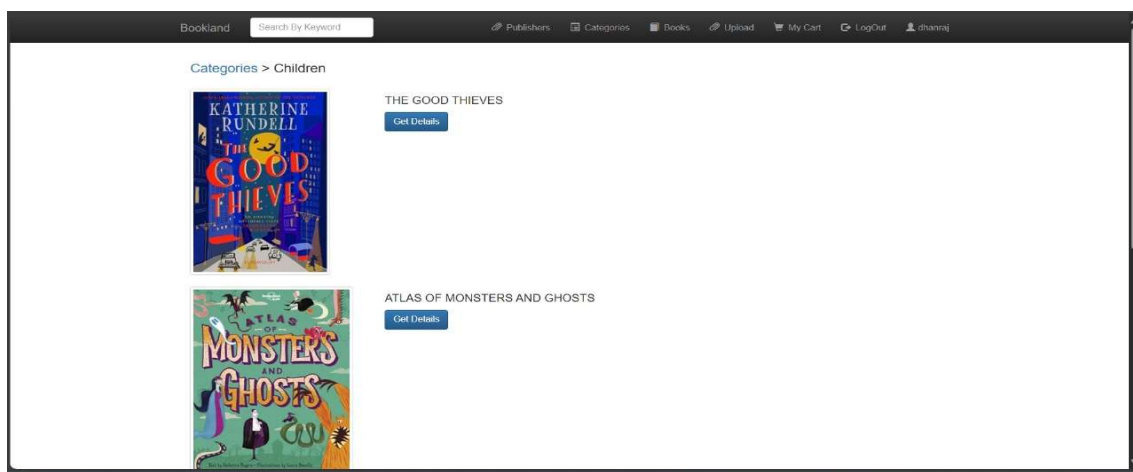 Bookland Search By Keyword Publishers Categories Books Upload My Cart LogOut dhanraj
Categories > Children
KATHERINE
RUNDELL
THE
GOOD
THIEVES
THE GOOD THIEVES
Get Details
ATLAS
OF
MONSTERS
AND
GHOSTS
ATLAS OF MONSTERS AND GHOSTS
Get Details